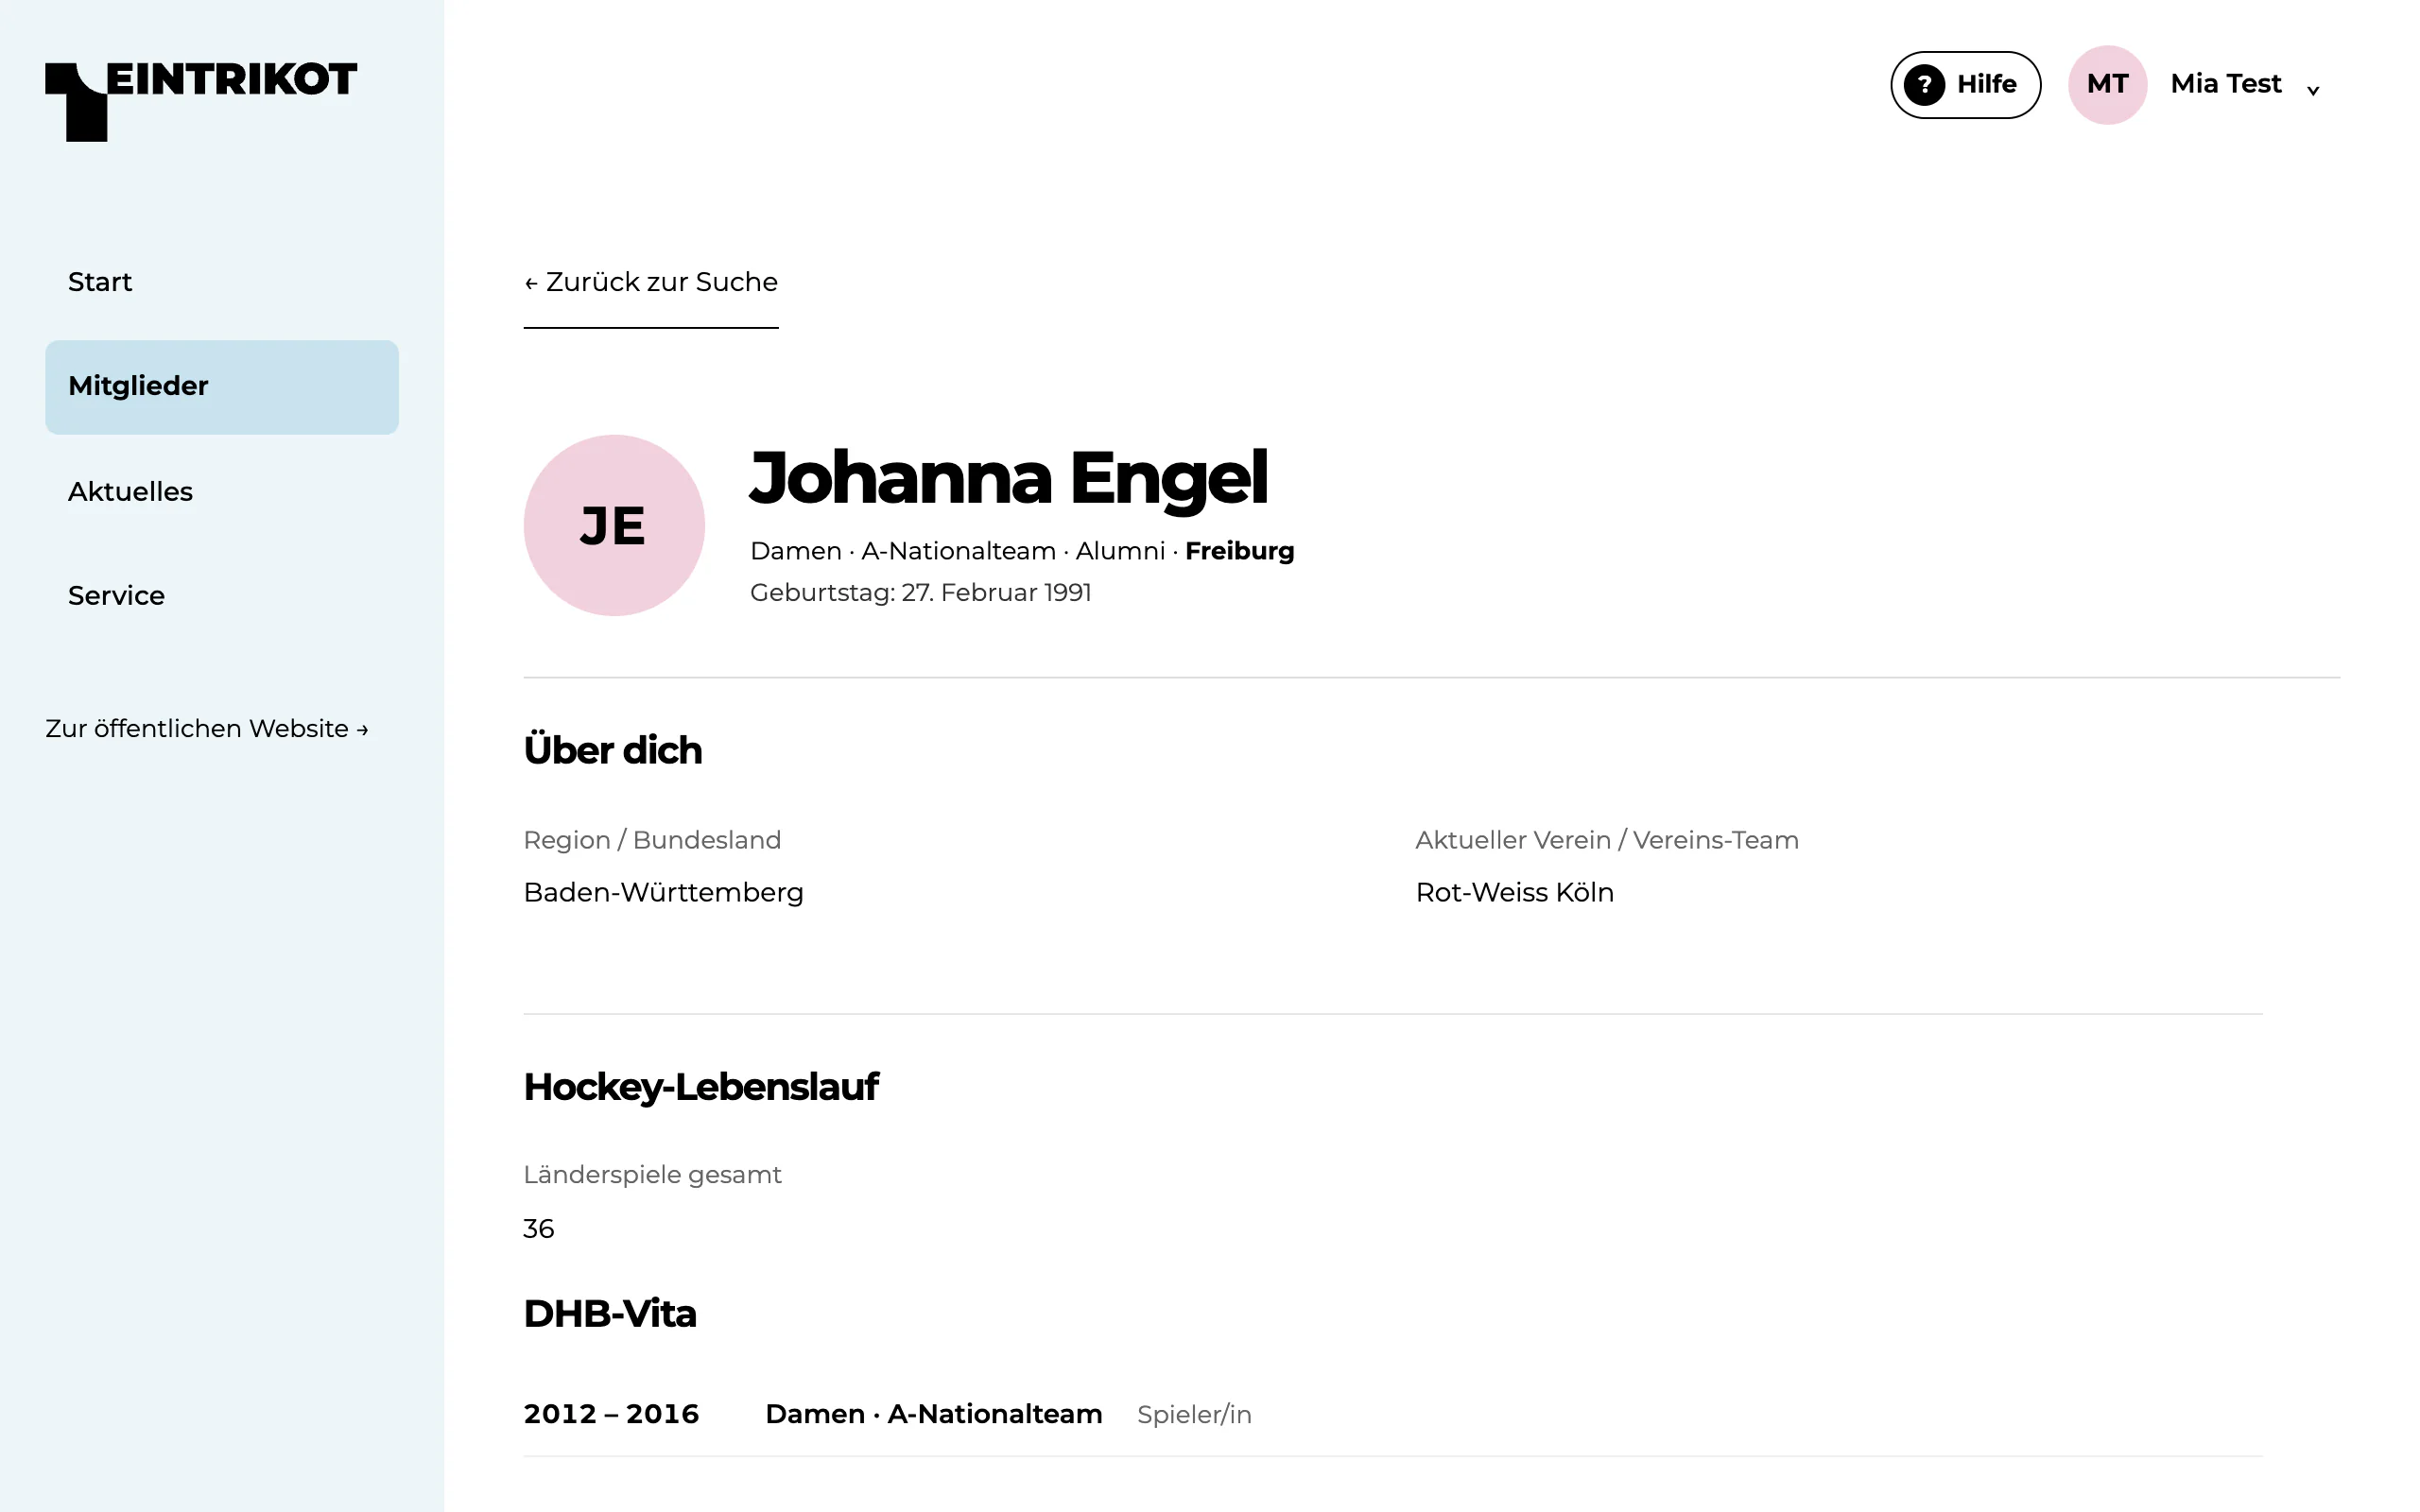 EINTRIKOT
? Hilfe
MT
Mia Test
Start
Mitglieder
Aktuelles
Service
Zur öffentlichen Website →
← Zurück zur Suche
JE
Johanna Engel
Damen · A-Nationalteam · Alumni · Freiburg
Geburtstag: 27. Februar 1991
Über dich
Region / Bundesland
Baden-Württemberg
Aktueller Verein / Vereins-Team
Rot-Weiss Köln
Hockey-Lebenslauf
Länderspiele gesamt
36
DHB-Vita
2012 – 2016 Damen · A-Nationalteam Spieler/in